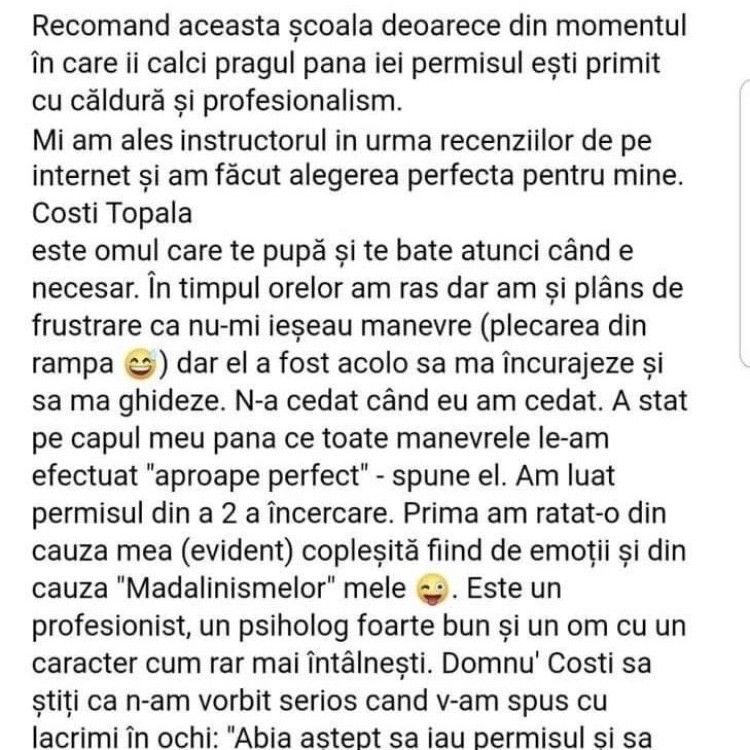 Recomand aceasta școala deoarece din momentul
în care ii calci pragul pana iei permisul ești primit
cu căldură și profesionalism.
Mi am ales instructorul in urma recenziilor de pe
internet și am făcut alegerea perfecta pentru mine.
Costi Topala
este omul care te pupă și te bate atunci când e
necesar. În timpul orelor am ras dar am și plâns de
frustrare ca nu-mi ieșeau manevre (plecarea din
rampa 😅) dar el a fost acolo sa ma încurajeze și
sa ma ghideze. N-a cedat când eu am cedat. A stat
pe capul meu pana ce toate manevrele le-am
efectuat "aproape perfect" - spune el. Am luat
permisul din a 2 a încercare. Prima am ratat-o din
cauza mea (evident) copleșită fiind de emoții și din
cauza "Madalinismelor" mele 😜. Este un
profesionist, un psiholog foarte bun și un om cu un
caracter cum rar mai întâlnești. Domnu' Costi sa
știți ca n-am vorbit serios cand v-am spus cu
lacrimi în ochi: "Abia aștept sa iau permisul si sa